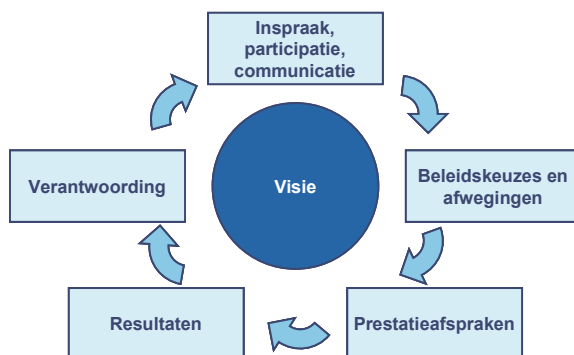 Inspraak,
participatie,
communicatie
Verantwoording
Visie
Beleidskeuzes en
afwegingen
Resultaten
Prestatieafspraken